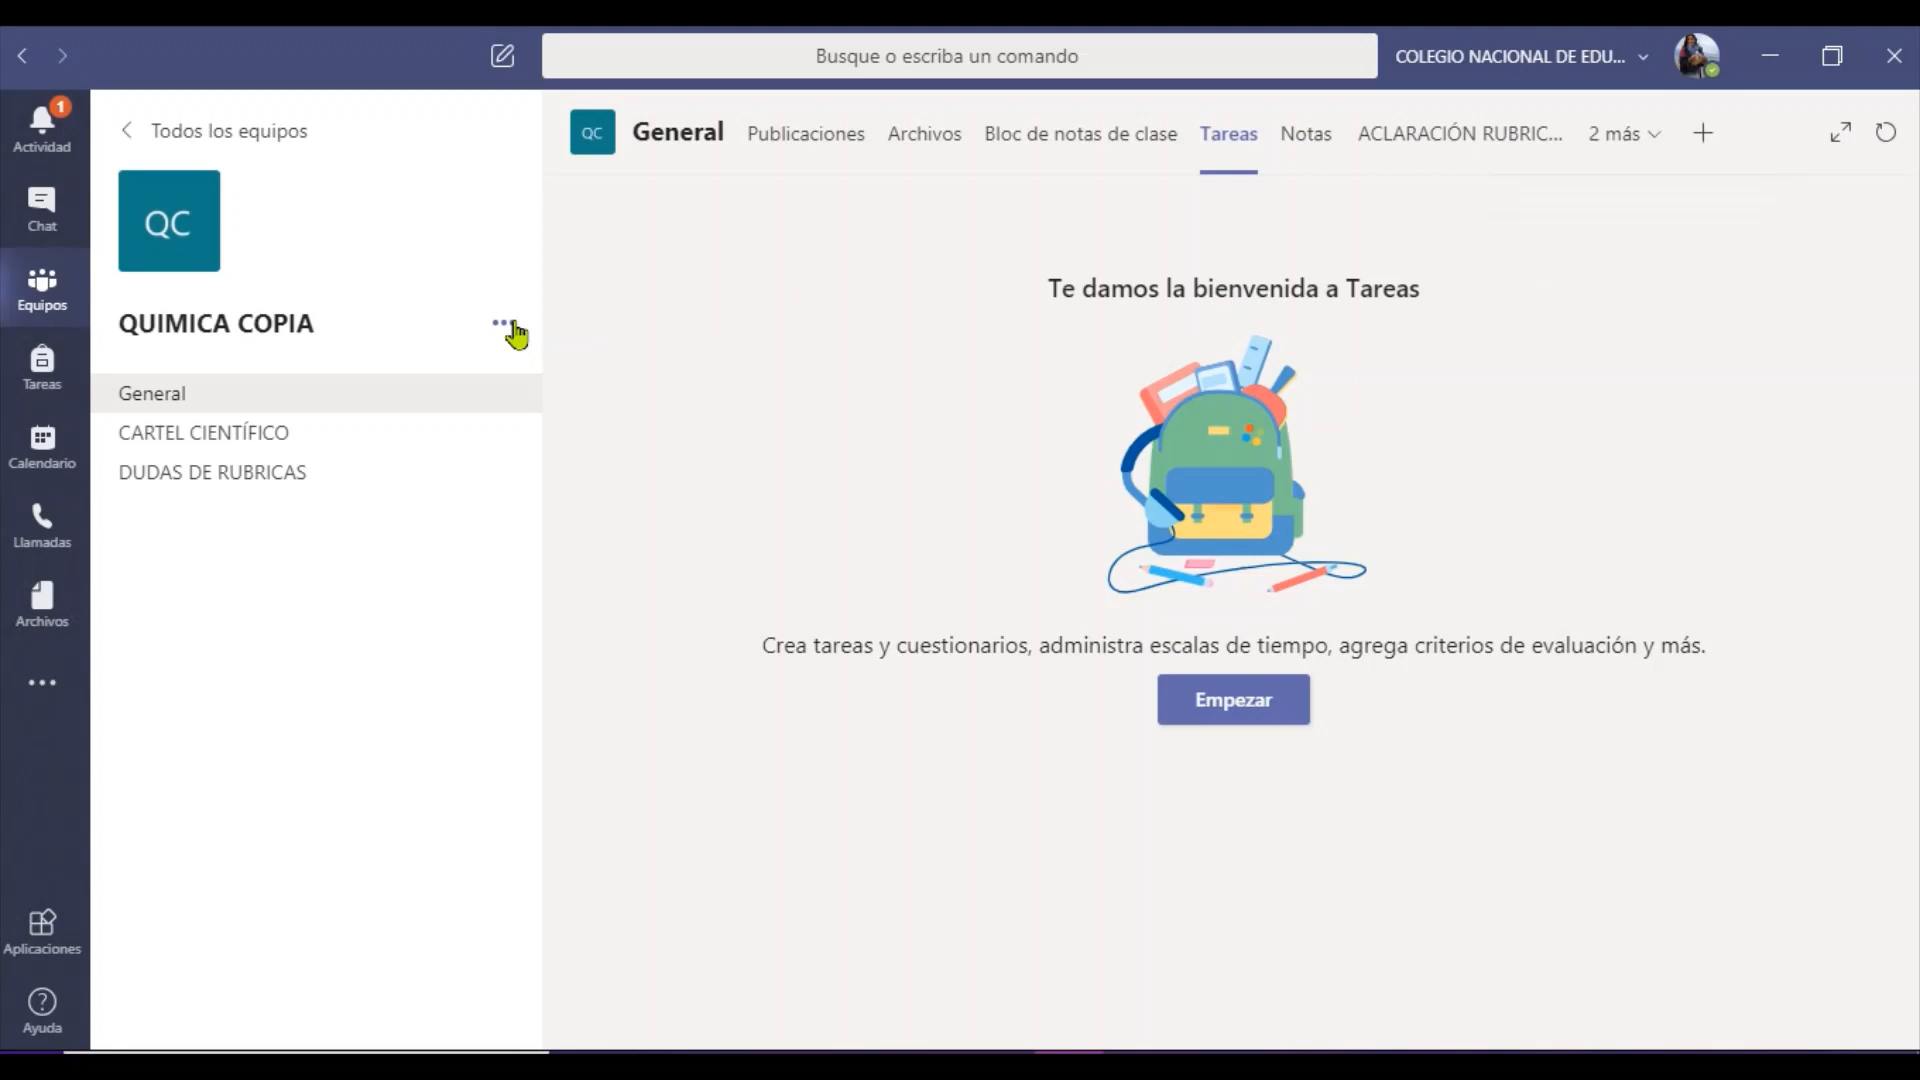 Busque o escriba un comando
COLEGIO NACIONAL DE EDU...
1
Actividad
Chat
Equipos
Tareas
Calendario
Llamadas
Archivos
Aplicaciones
Ayuda
Todos los equipos
QC
QUIMICA COPIA
General
CARTEL CIENTÍFICO
DUDAS DE RUBRICAS
QC General Publicaciones Archivos Bloc de notas de clase Tareas Notas ACLARACIÓN RUBRIC... 2 más
Te damos la bienvenida a Tareas
Crea tareas y cuestionarios, administra escalas de tiempo, agrega criterios de evaluación y más.
Empezar